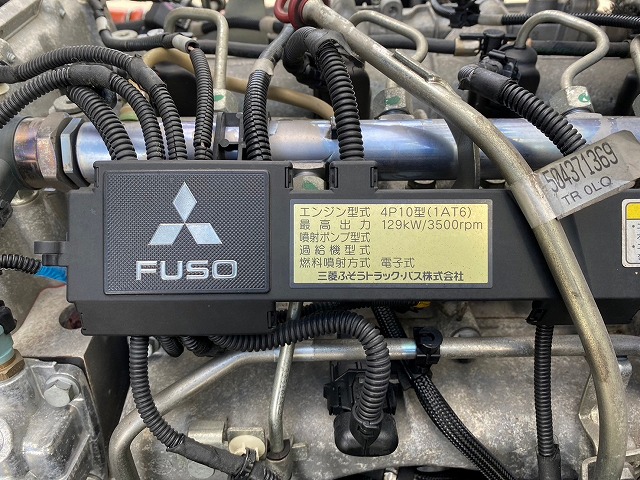 FUSO
エンジン型式 4P10型(1AT6)
最高出力 129kW/3500rpm
噴射ポンプ型式
過給機型式
燃料噴射方式 電子式
三菱ふそうトラック・バス株式会社
504371369
TR 0LQ